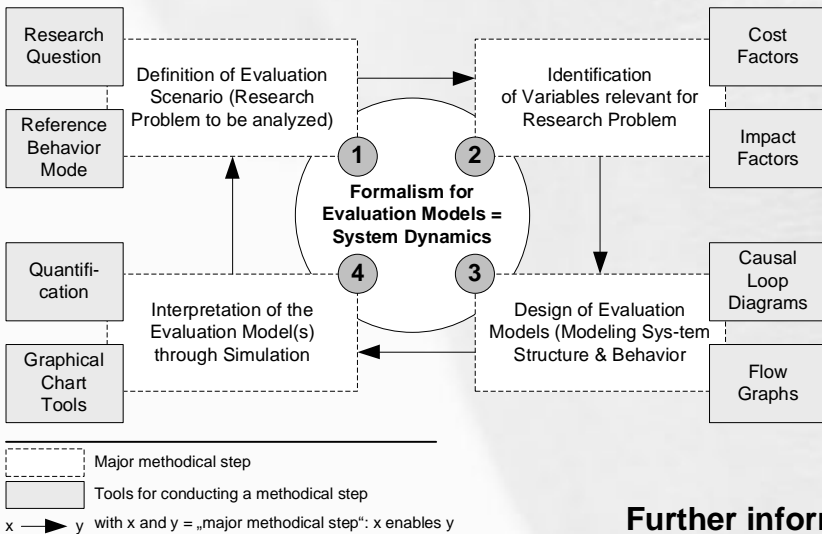 Research
Question
Reference
Behavior
Mode
Definition of Evaluation
Scenario (Research
Problem to be analyzed)
1
Identification
of Variables relevant for
Research Problem
2
Cost
Factors
Impact
Factors
Formalism for
Evaluation Models =
System Dynamics
Quantifi-
cation
Graphical
Chart
Tools
4
Interpretation of the
Evaluation Model(s)
through Simulation
3
Design of Evaluation
Models (Modeling Sys-tem
Structure & Behavior
Causal
Loop
Diagrams
Flow
Graphs
Major methodical step
Tools for conducting a methodical step
x y with x and y = „major methodical step“: x enables y
Further infor